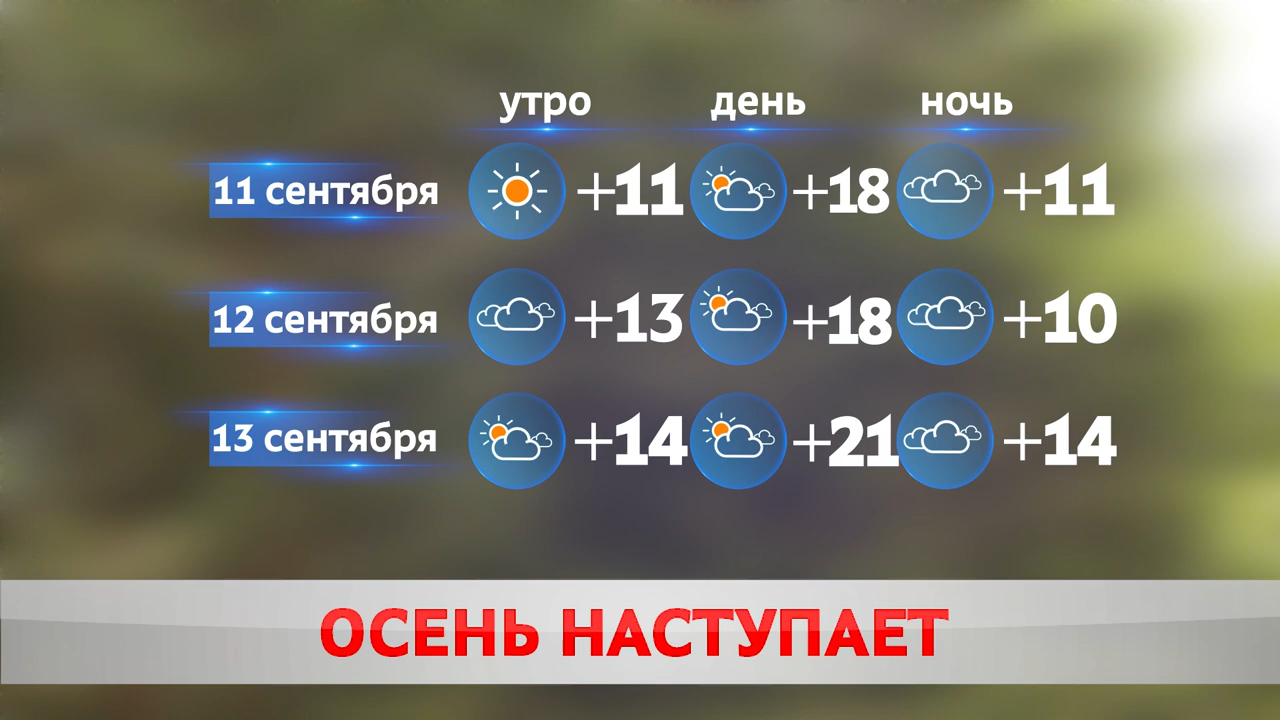 утро день ночь
11 сентября +11 +18 +11
12 сентября +13 +18 +10
13 сентября +14 +21 +14
ОСЕНЬ НАСТУПАЕТ